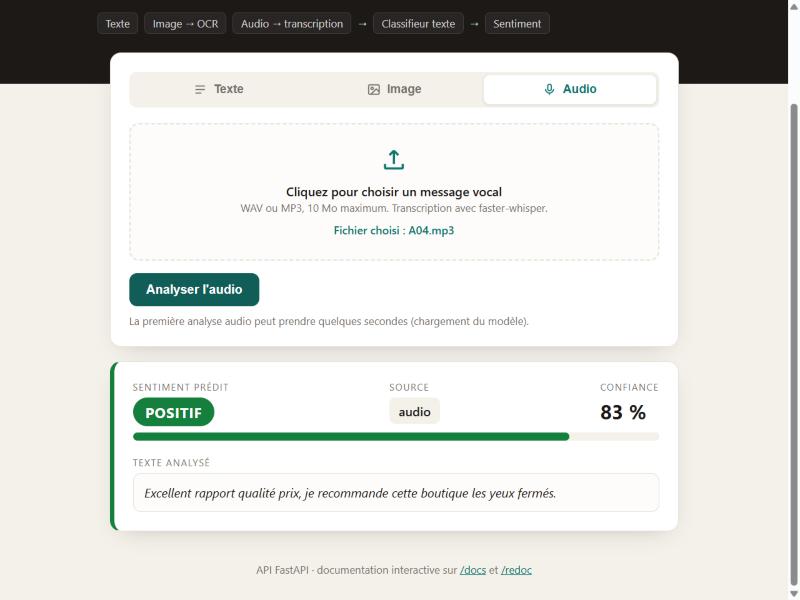 Texte Image → OCR Audio → transcription → Classifieur texte → Sentiment
Texte Image Audio
Cliquez pour choisir un message vocal
WAV ou MP3, 10 Mo maximum. Transcription avec faster-whisper.
Fichier choisi : A04.mp3
Analyser l'audio
La première analyse audio peut prendre quelques secondes (chargement du modèle).
SENTIMENT PRÉDIT SOURCE CONFIANCE
POSITIF audio 83 %
TEXTE ANALYSÉ
Excellent rapport qualité prix, je recommande cette boutique les yeux fermés.
API FastAPI · documentation interactive sur /docs et /redoc